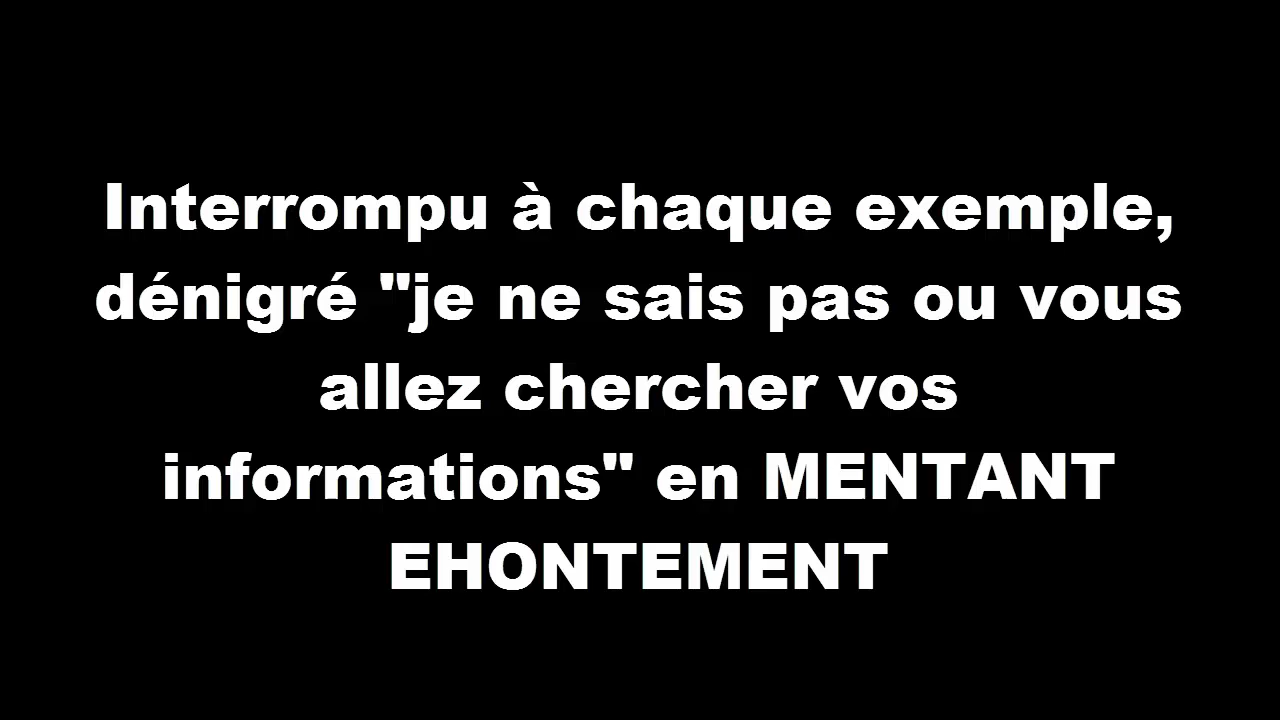 Interrompu à chaque exemple,
dénigré "je ne sais pas ou vous
allez chercher vos
informations" en MENTANT
EHONTEMENT